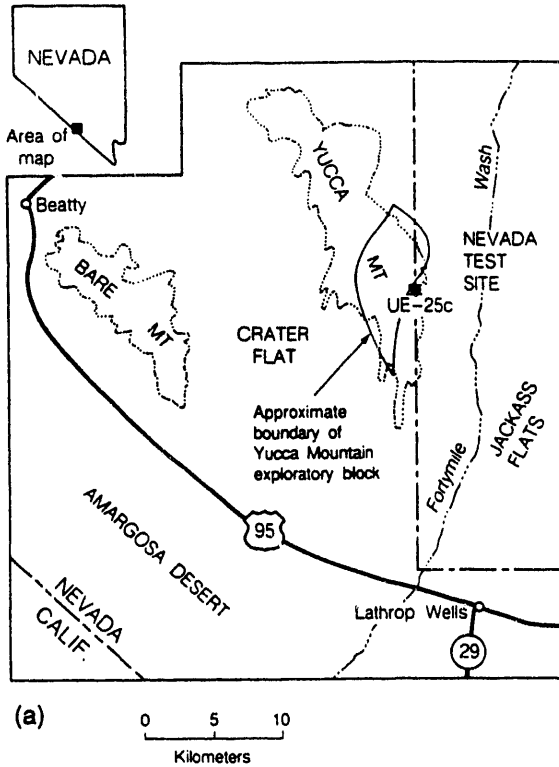 NEVADA
Area of
map
Beatty
BARE
MT
YUCCA
MT
Wash
NEVADA
TEST
SITE
UE-25c
CRATER
FLAT
Approximate
boundary of
Yucca Mountain
exploratory block
JACKASS
FLATS
Fortymile
AMARGOSA DESERT
95
NEVADA
CALIF.
Lathrop Wells
29
(a)
0 5 10
Kilometers